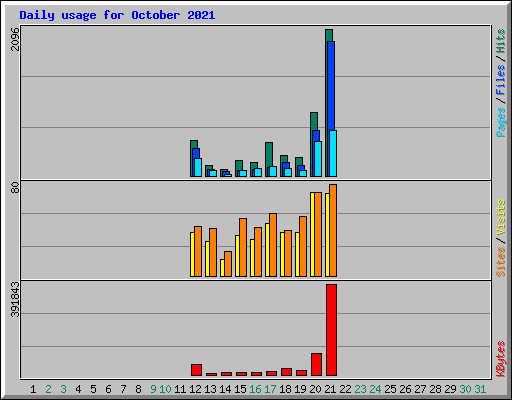 Daily usage for October 2021
2096
Pages/Files/Hits
80
Sites/Visits
391843
KBytes
1 2 3 4 5 6 7 8 9 10 11 12 13 14 15 16 17 18 19 20 21 22 23 24 25 26 27 28 29 30 31